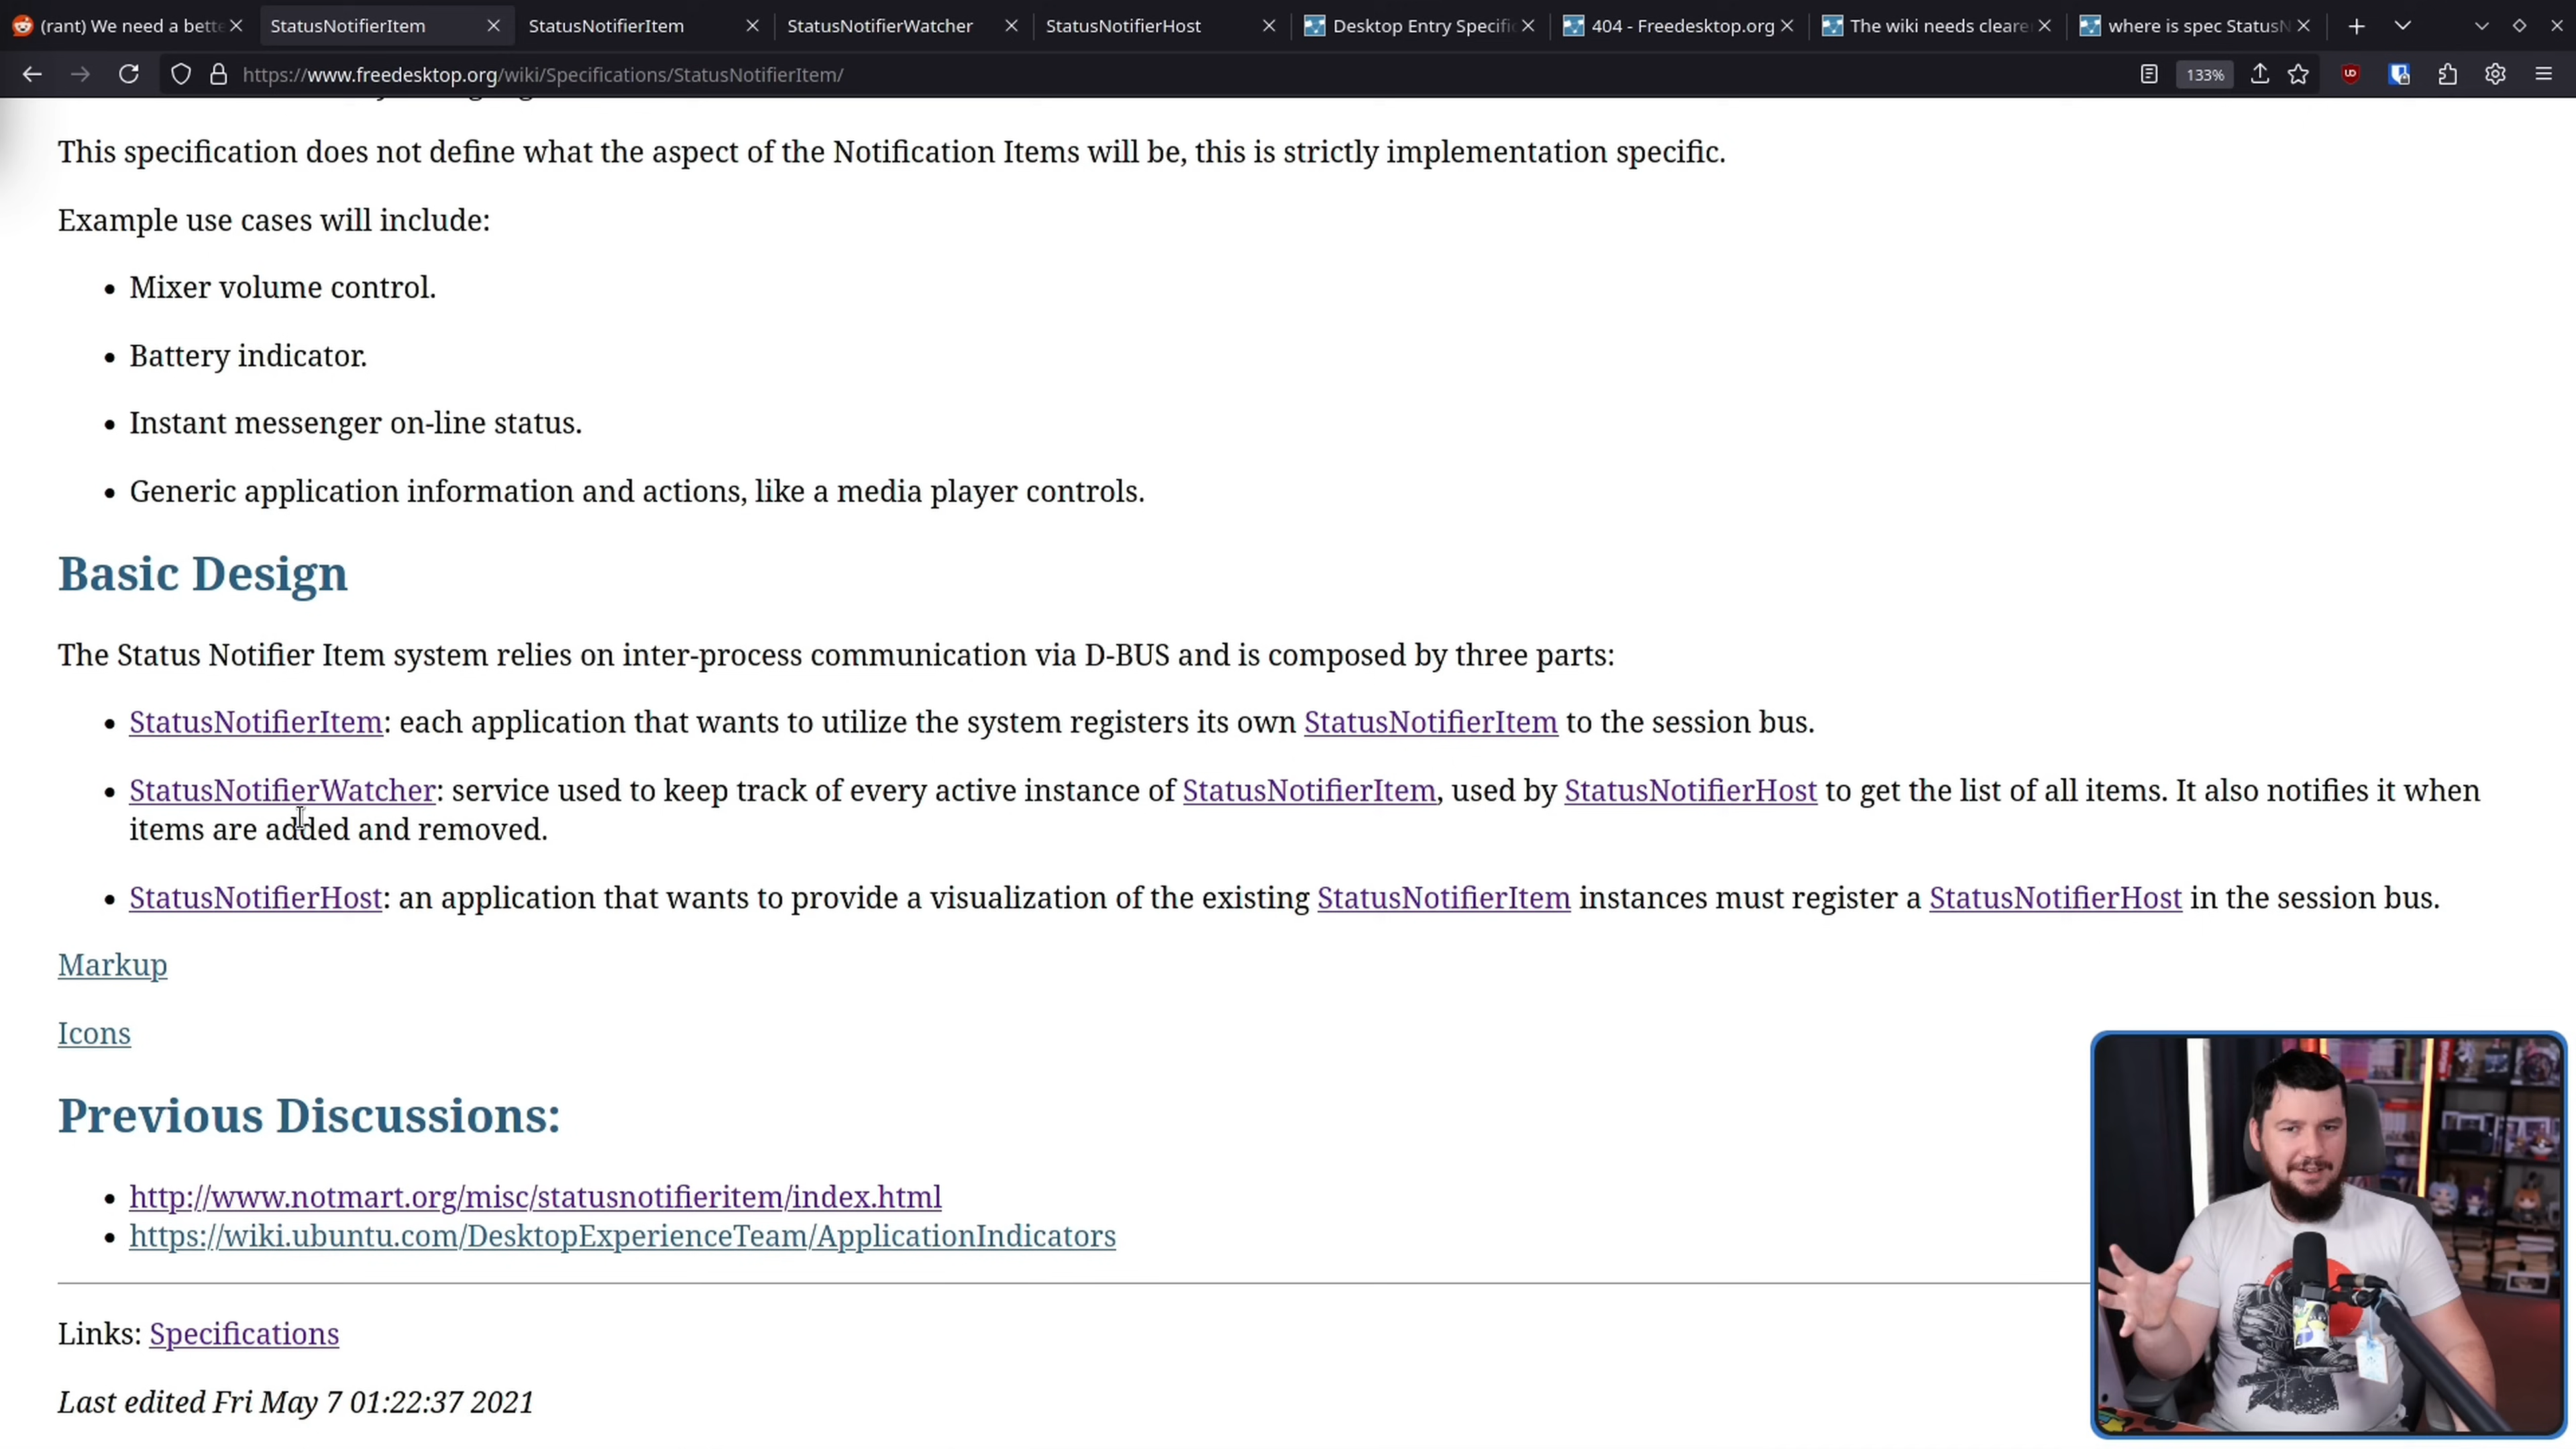 (rant) We need a bette
StatusNotifierItem
StatusNotifierItem
StatusNotifierWatcher
StatusNotifierHost
Desktop Entry Specific
404 - Freedesktop.org
The wiki needs cleare
where is spec StatusN
https://www.freedesktop.org/wiki/Specifications/StatusNotifierItem/
133%
This specification does not define what the aspect of the Notification Items will be, this is strictly implementation specific.
Example use cases will include:
• Mixer volume control.
• Battery indicator.
• Instant messenger on-line status.
• Generic application information and actions, like a media player controls.
Basic Design
The Status Notifier Item system relies on inter-process communication via D-BUS and is composed by three parts:
• StatusNotifierItem: each application that wants to utilize the system registers its own StatusNotifierItem to the session bus.
• StatusNotifierWatcher: service used to keep track of every active instance of StatusNotifierItem, used by StatusNotifierHost to get the list of all items. It also notifies it when
items are added and removed.
• StatusNotifierHost: an application that wants to provide a visualization of the existing StatusNotifierItem instances must register a StatusNotifierHost in the session bus.
Markup
Icons
Previous Discussions:
• http://www.notmart.org/misc/statusnotifieritem/index.html
• https://wiki.ubuntu.com/DesktopExperienceTeam/ApplicationIndicators
Links: Specifications
Last edited Fri May 7 01:22:37 2021